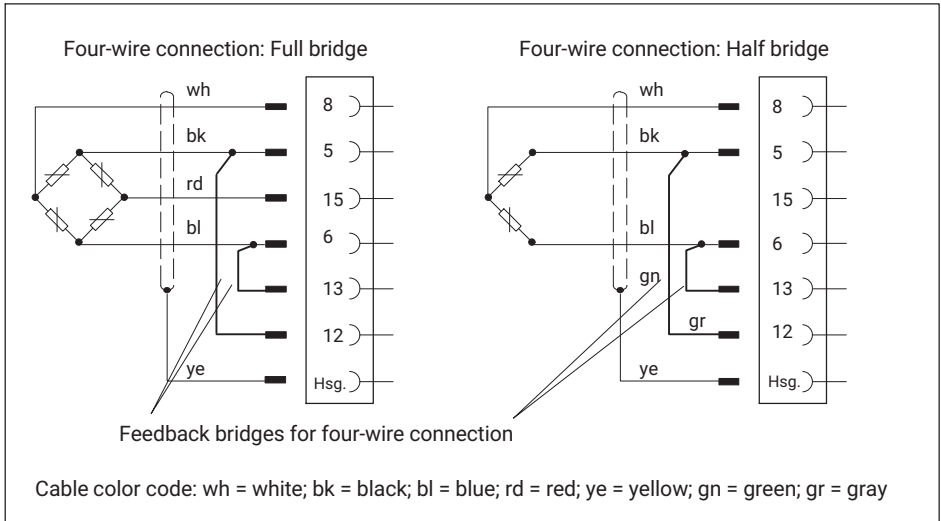 Four-wire connection: Full bridge
Four-wire connection: Half bridge
wh
8
bk
5
rd
15
bl
6
13
12
ye
Hsg.
wh
8
bk
5
15
bl
6
gn
13
gr
12
ye
Hsg.
Feedback bridges for four-wire connection
Cable color code: wh = white; bk = black; bl = blue; rd = red; ye = yellow; gn = green; gr = gray